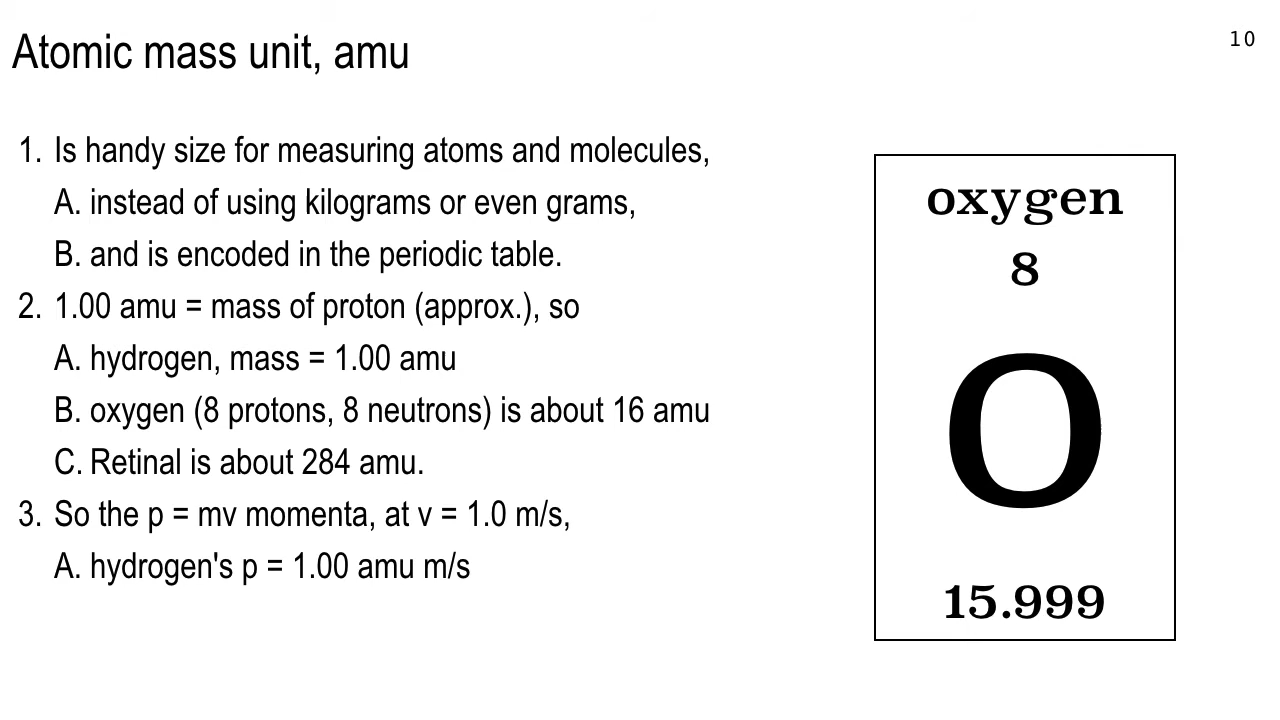 Atomic mass unit, amu
10
1. Is handy size for measuring atoms and molecules,
A. instead of using kilograms or even grams,
B. and is encoded in the periodic table.
2. 1.00 amu = mass of proton (approx.), so
A. hydrogen, mass = 1.00 amu
B. oxygen (8 protons, 8 neutrons) is about 16 amu
C. Retinal is about 284 amu.
3. So the p = mv momenta, at v = 1.0 m/s,
A. hydrogen's p = 1.00 amu m/s
oxygen
8
O
15.999